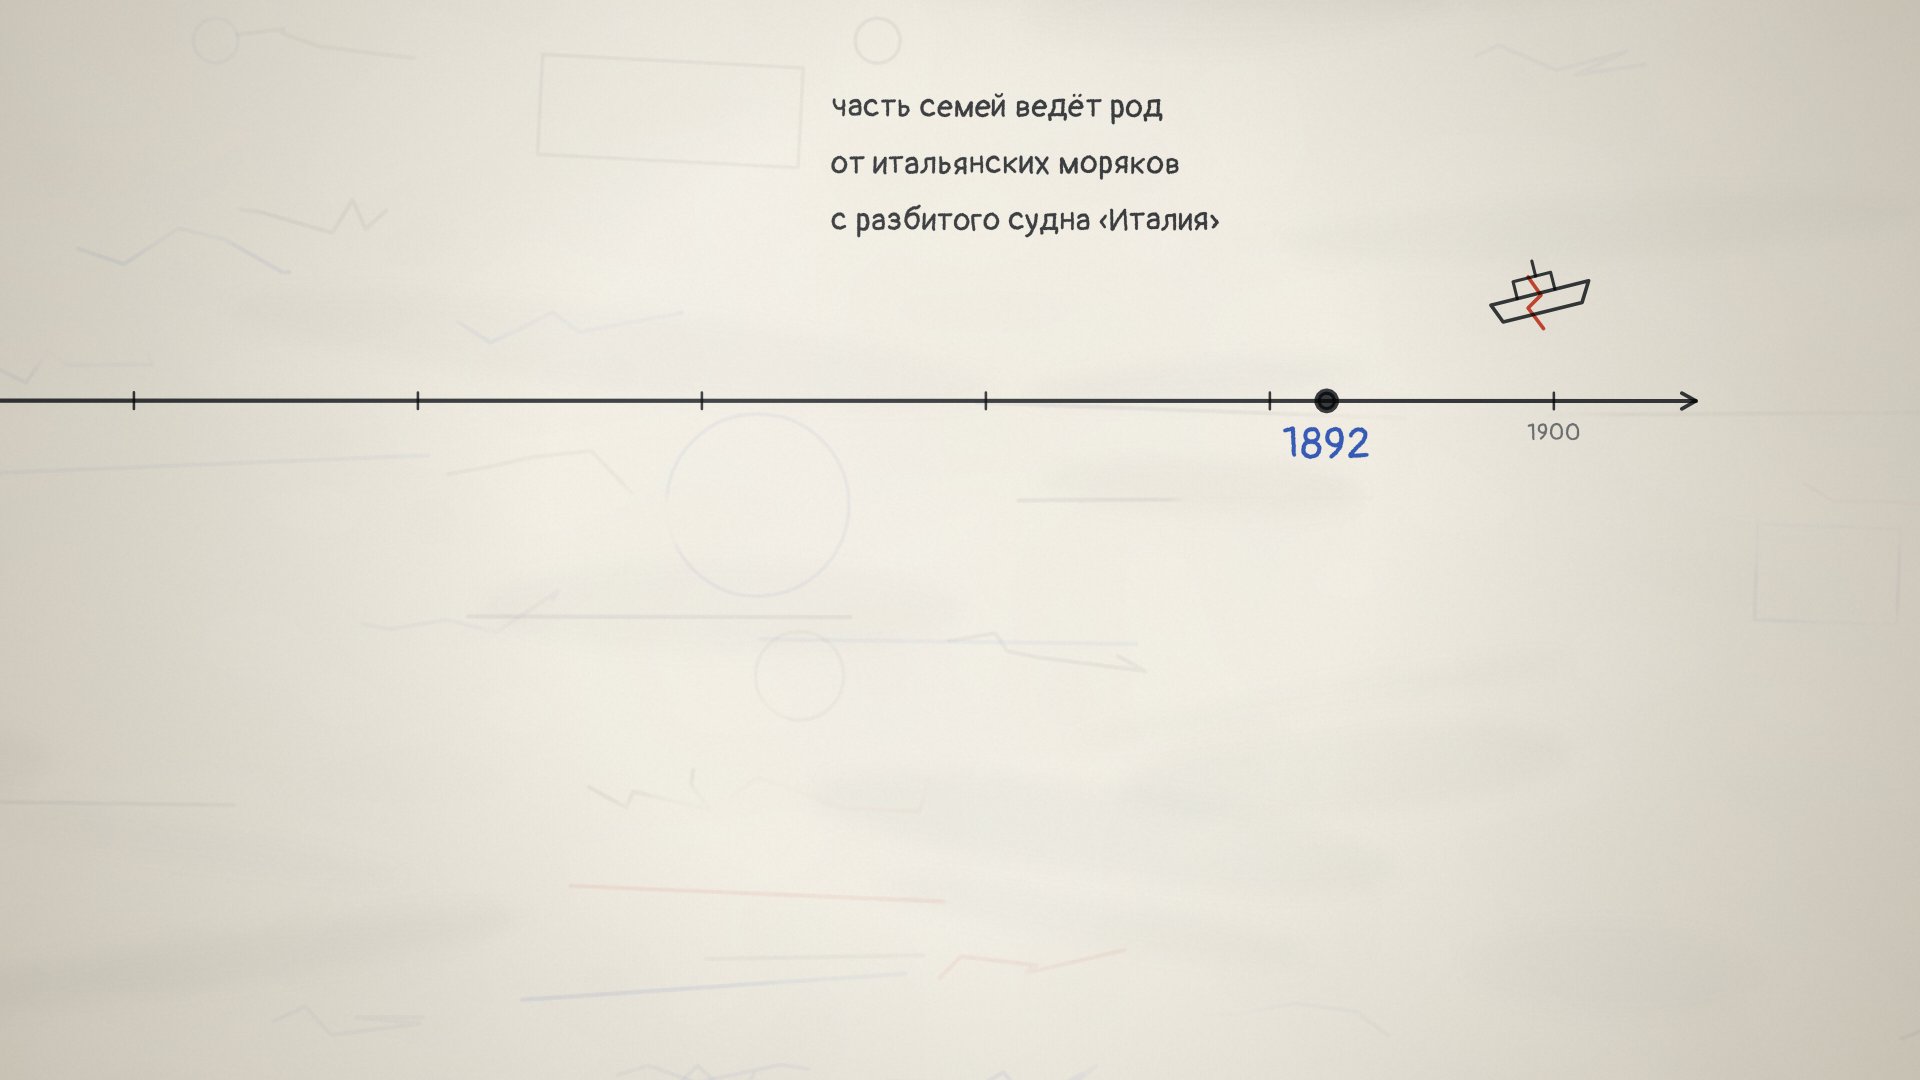 часть семей ведёт род
от итальянских моряков
с разбитого судна ‹Италия›
1892
1900